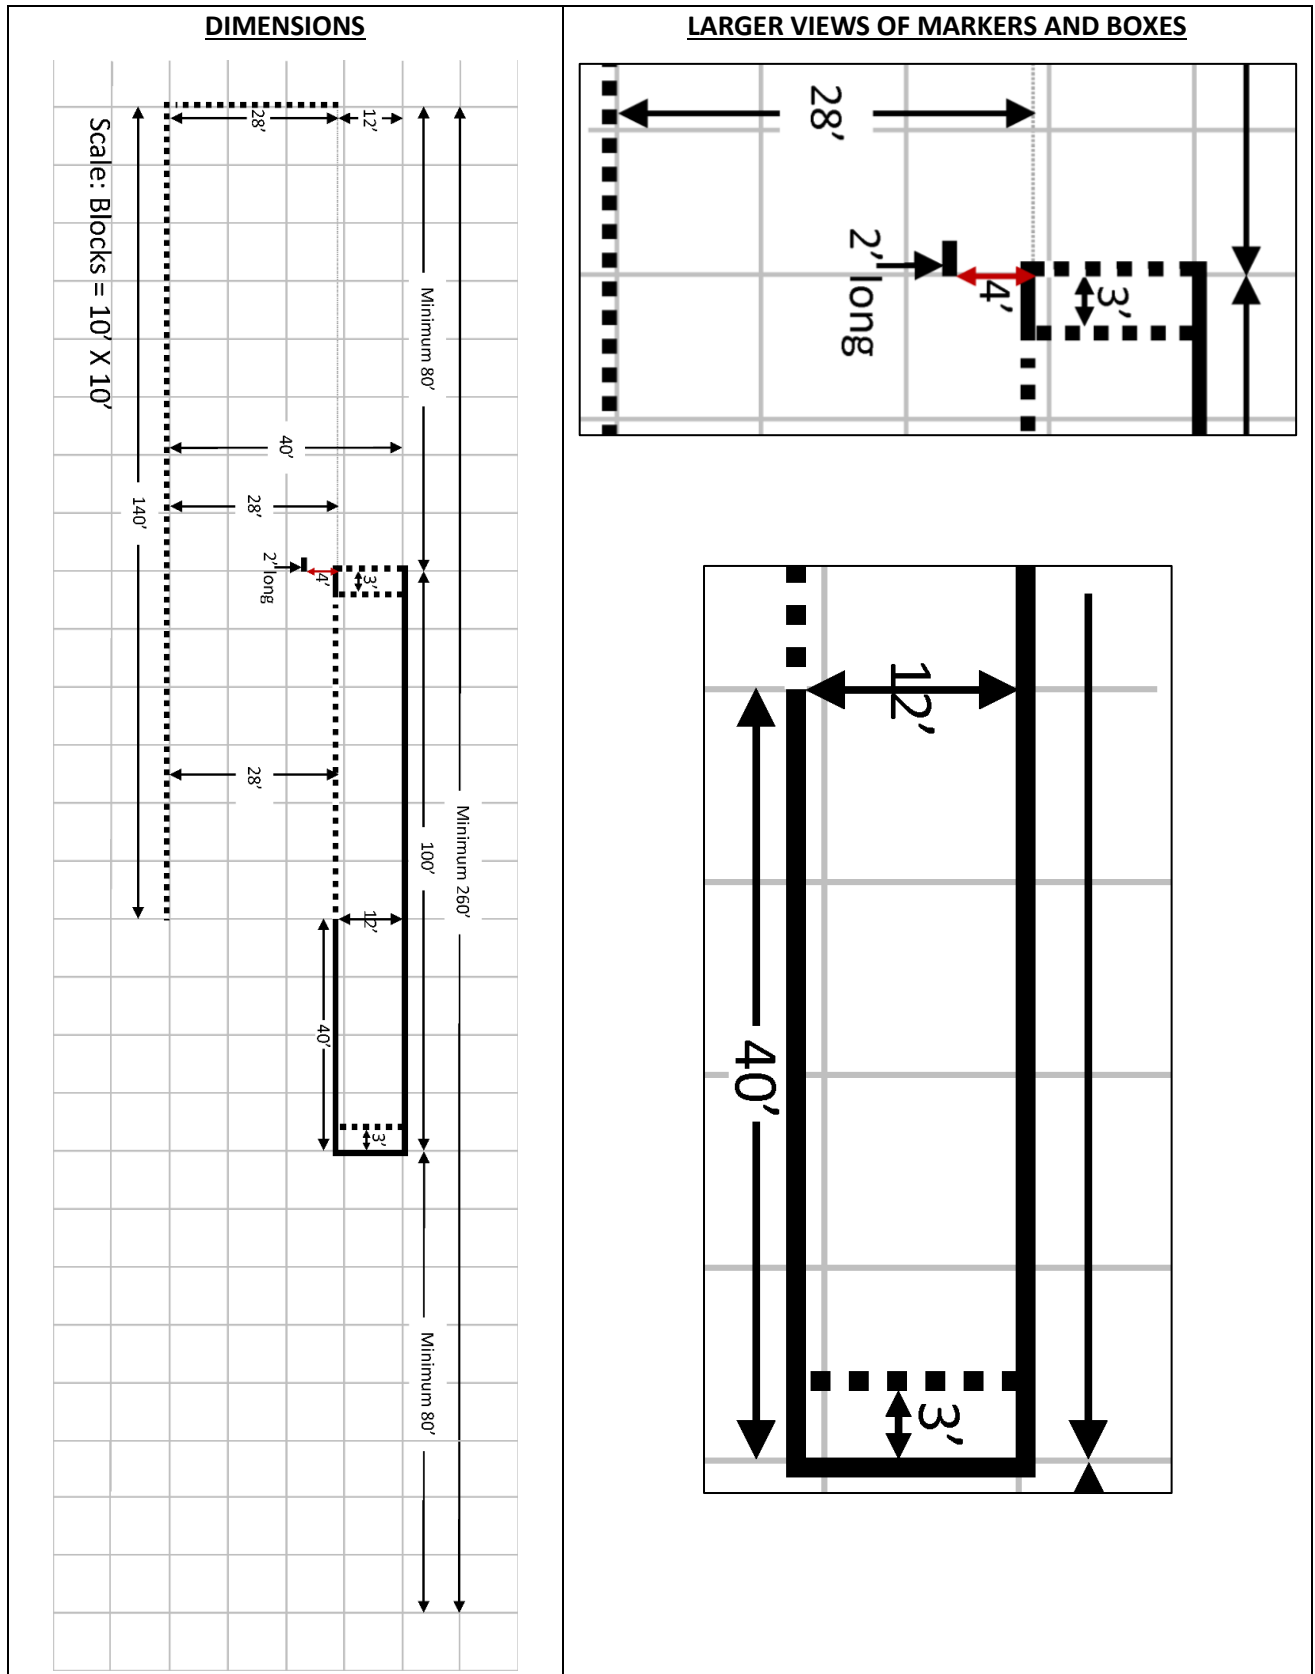 DIMENSIONS
28’
12’
Scale: Blocks = 10’ X 10’
Minimum 80’
40’
140’
28’
2’ long
4’
3’
28’
Minimum 260’
100’
12’
40’
3’
Minimum 80’
LARGER VIEWS OF MARKERS AND BOXES
28’
2’ long
4’
3’
12’
40’
3’